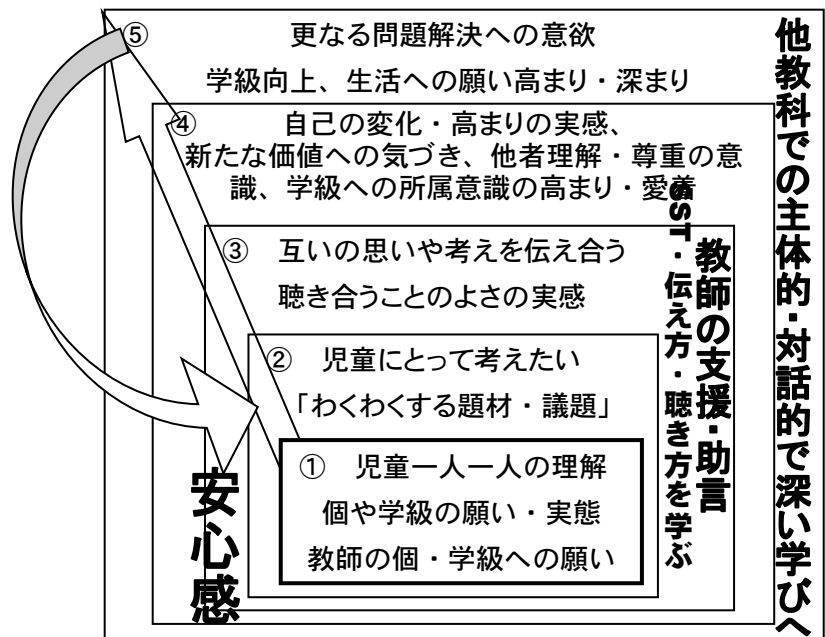 ⑤ 更なる問題解決への意欲
学級向上、生活への願い高まり・深まり
④ 自己の変化・高まりの実感、
新たな価値への気づき、他者理解・尊重の意
識、学級への所属意識の高まり・愛着
③ 互いの思いや考えを伝え合う
聴き合うことのよさの実感
② 児童にとって考えたい
「わくわくする題材・議題」
① 児童一人一人の理解
個や学級の願い・実態
教師の個・学級への願い
他教科での主体的・対話的で深い学びへ
教師の支援・助言
SST・伝え方・聴き方を学ぶ
安心感